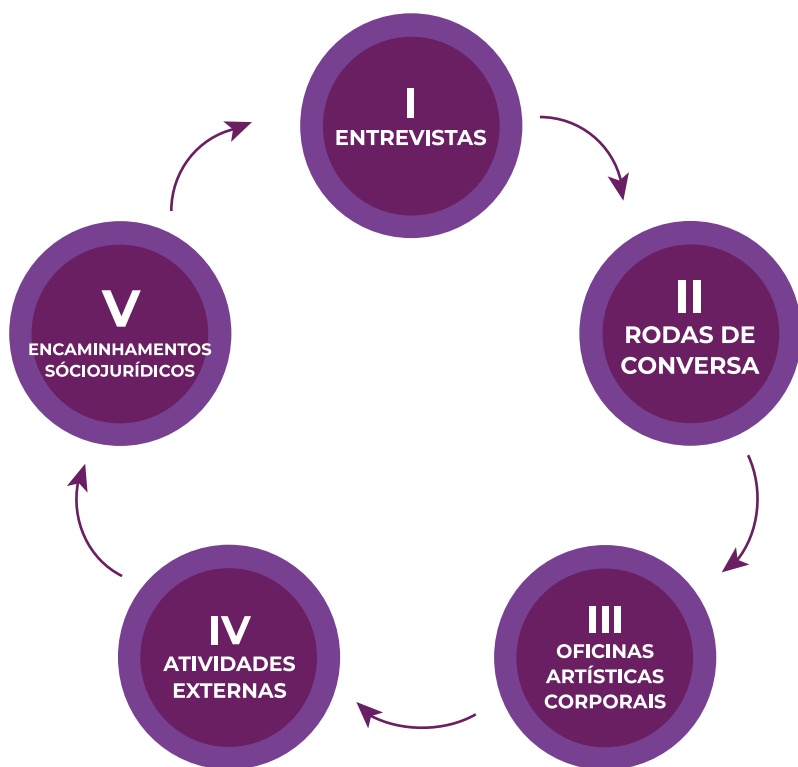 I
ENTREVISTAS
II
RODAS DE
CONVERSA
III
OFICINAS
ARTÍSTICAS
CORPORAIS
IV
ATIVIDADES
EXTERNAS
V
ENCAMINHAMENTOS
SÓCIOJURÍDICOS